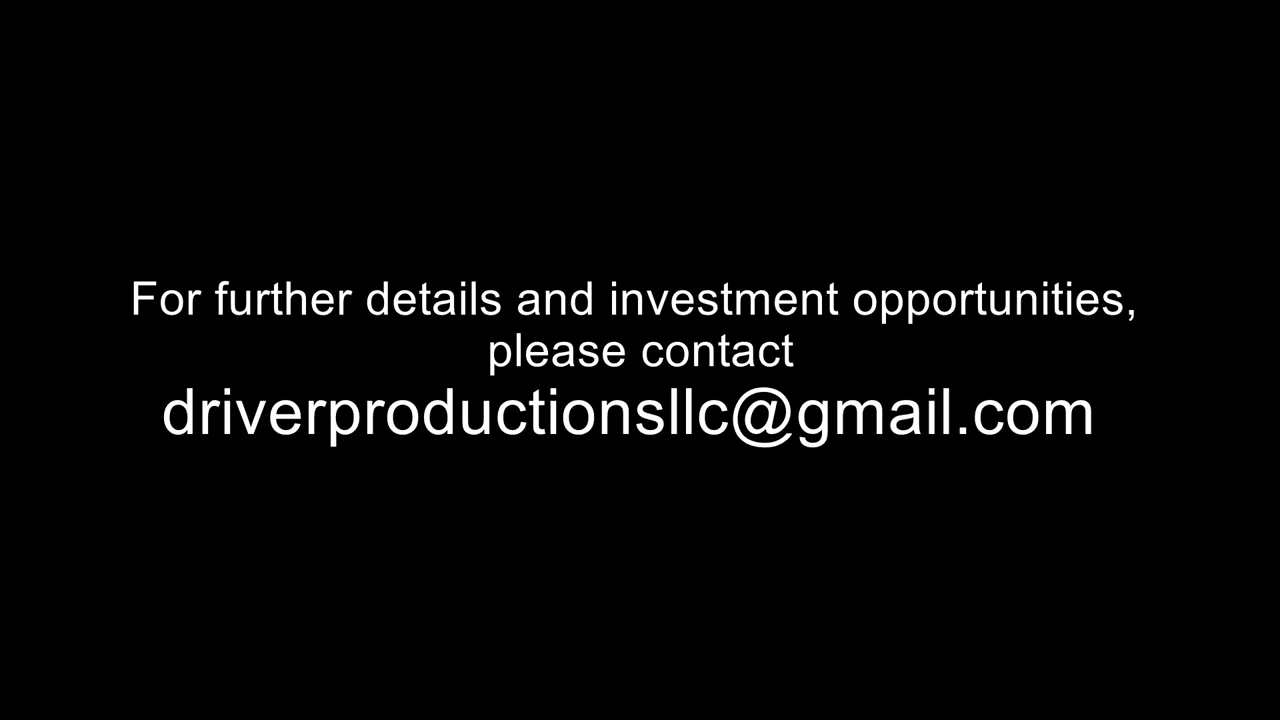 For further details and investment opportunities,
please contact
driverproductionsllc@gmail.com